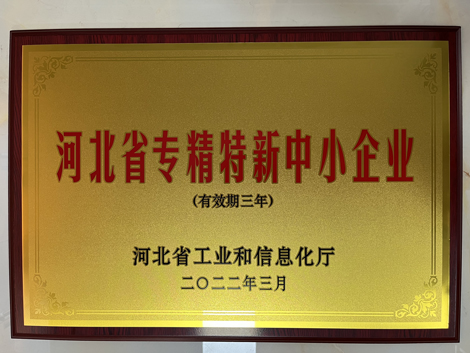 河北省专精特新中小企业
(有效期三年)
河北省工业和信息化厅
二〇二二年三月